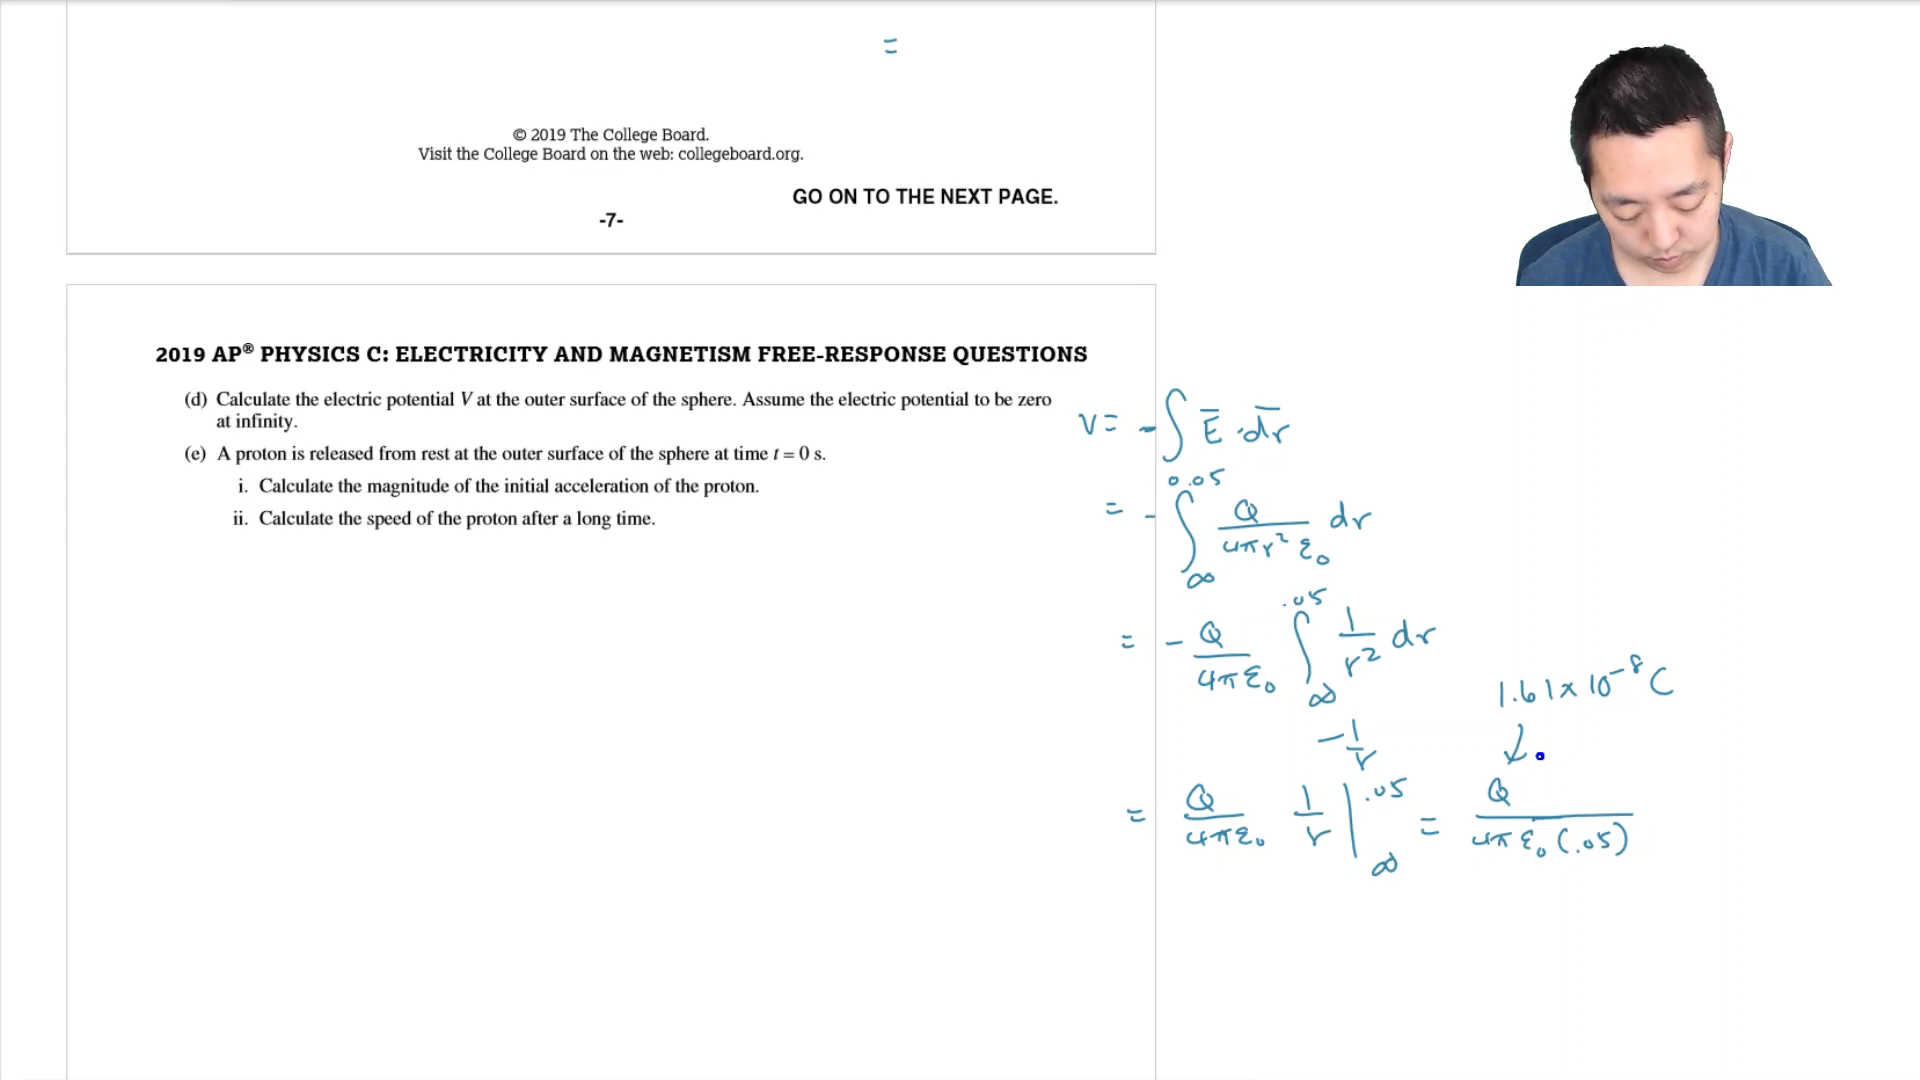 =
© 2019 The College Board.
Visit the College Board on the web: collegeboard.org.
GO ON TO THE NEXT PAGE.
-7-
2019 AP® PHYSICS C: ELECTRICITY AND MAGNETISM FREE-RESPONSE QUESTIONS
(d) Calculate the electric potential V at the outer surface of the sphere. Assume the electric potential to be zero
at infinity.
(e) A proton is released from rest at the outer surface of the sphere at time t = 0 s.
i. Calculate the magnitude of the initial acceleration of the proton.
ii. Calculate the speed of the proton after a long time.
V= -∫ E̅ · d̅r̅
= -∫_∞^0.05 Q/(4πr² ε₀) dr
= - Q/(4πε₀) ∫_∞^.05 1/r² dr
-1/r
1.61 x 10⁻⁸ C
↓
= Q/(4πε₀) 1/r |_∞^.05 = Q/(4πε₀(.05))